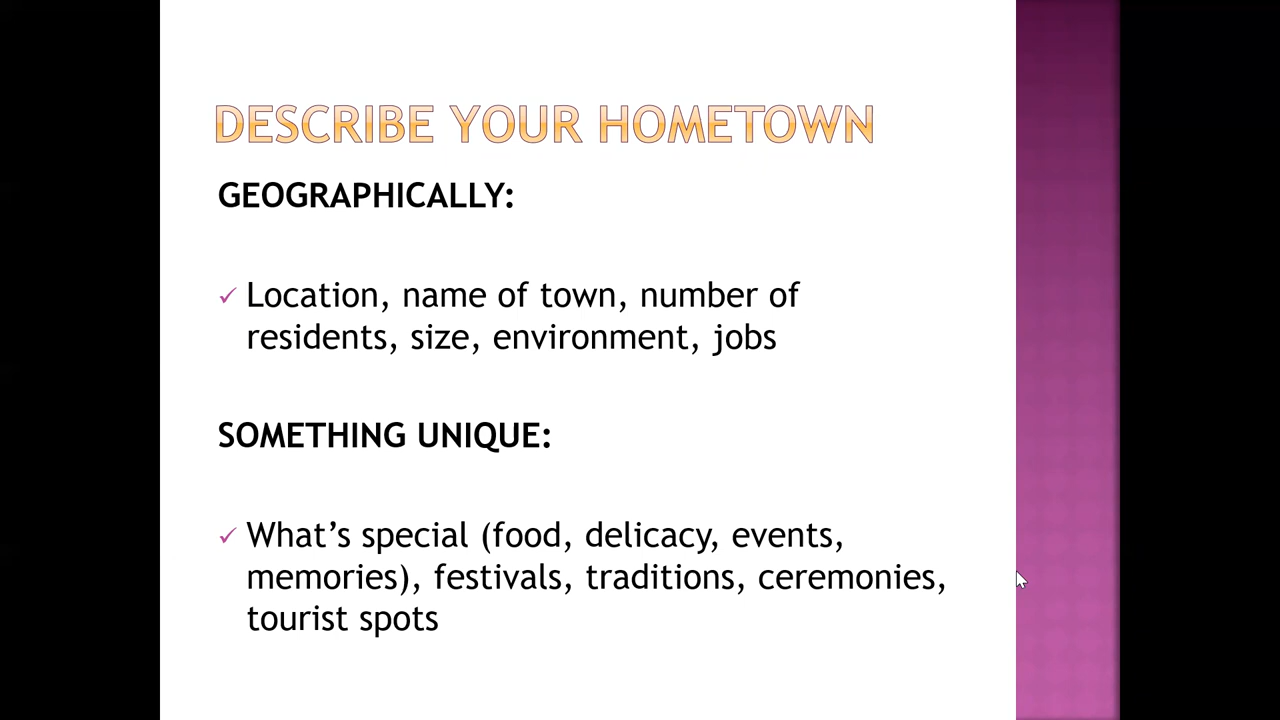 DESCRIBE YOUR HOMETOWN
GEOGRAPHICALLY:
✓ Location, name of town, number of
residents, size, environment, jobs
SOMETHING UNIQUE:
✓ What’s special (food, delicacy, events,
memories), festivals, traditions, ceremonies,
tourist spots